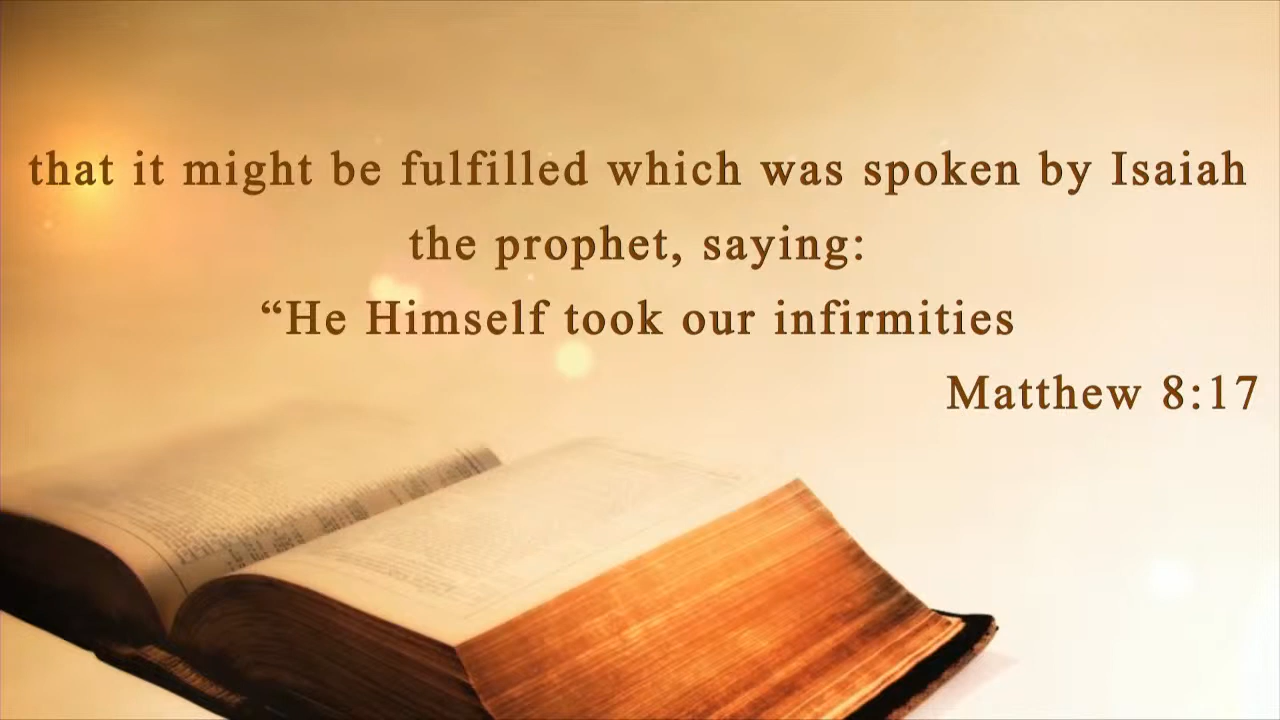 that it might be fulfilled which was spoken by Isaiah
the prophet, saying:
“He Himself took our infirmities
Matthew 8:17